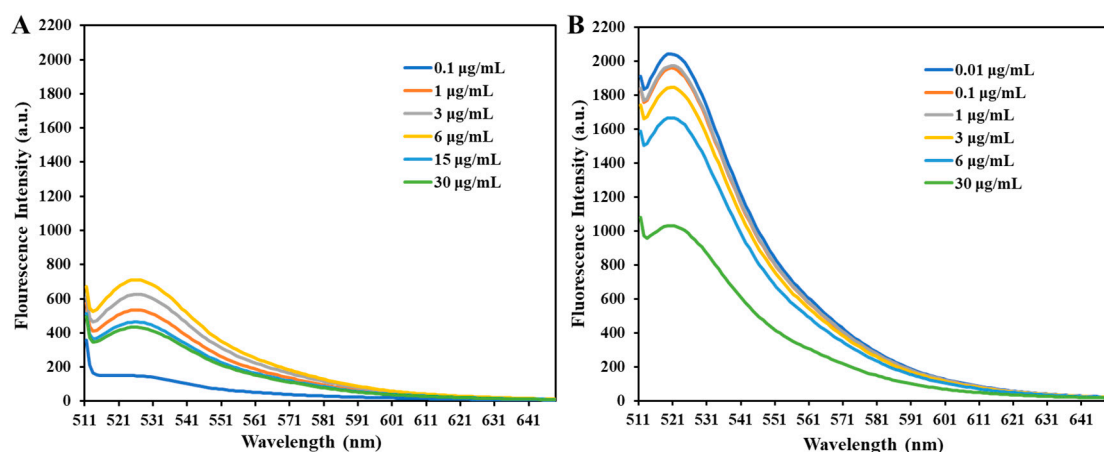 A
Flourescence Intensity (a.u.)
2200
2000
1800
1600
1400
1200
1000
800
600
400
200
0
0.1 µg/mL
1 µg/mL
3 µg/mL
6 µg/mL
15 µg/mL
30 µg/mL
511 521 531 541 551 561 571 581 591 601 611 621 631 641
Wavelength (nm)
B
Fluorescence Intensity (a.u.)
2200
2000
1800
1600
1400
1200
1000
800
600
400
200
0
0.01 µg/mL
0.1 µg/mL
1 µg/mL
3 µg/mL
6 µg/mL
30 µg/mL
511 521 531 541 551 561 571 581 591 601 611 621 631 641
Wavelength (nm)